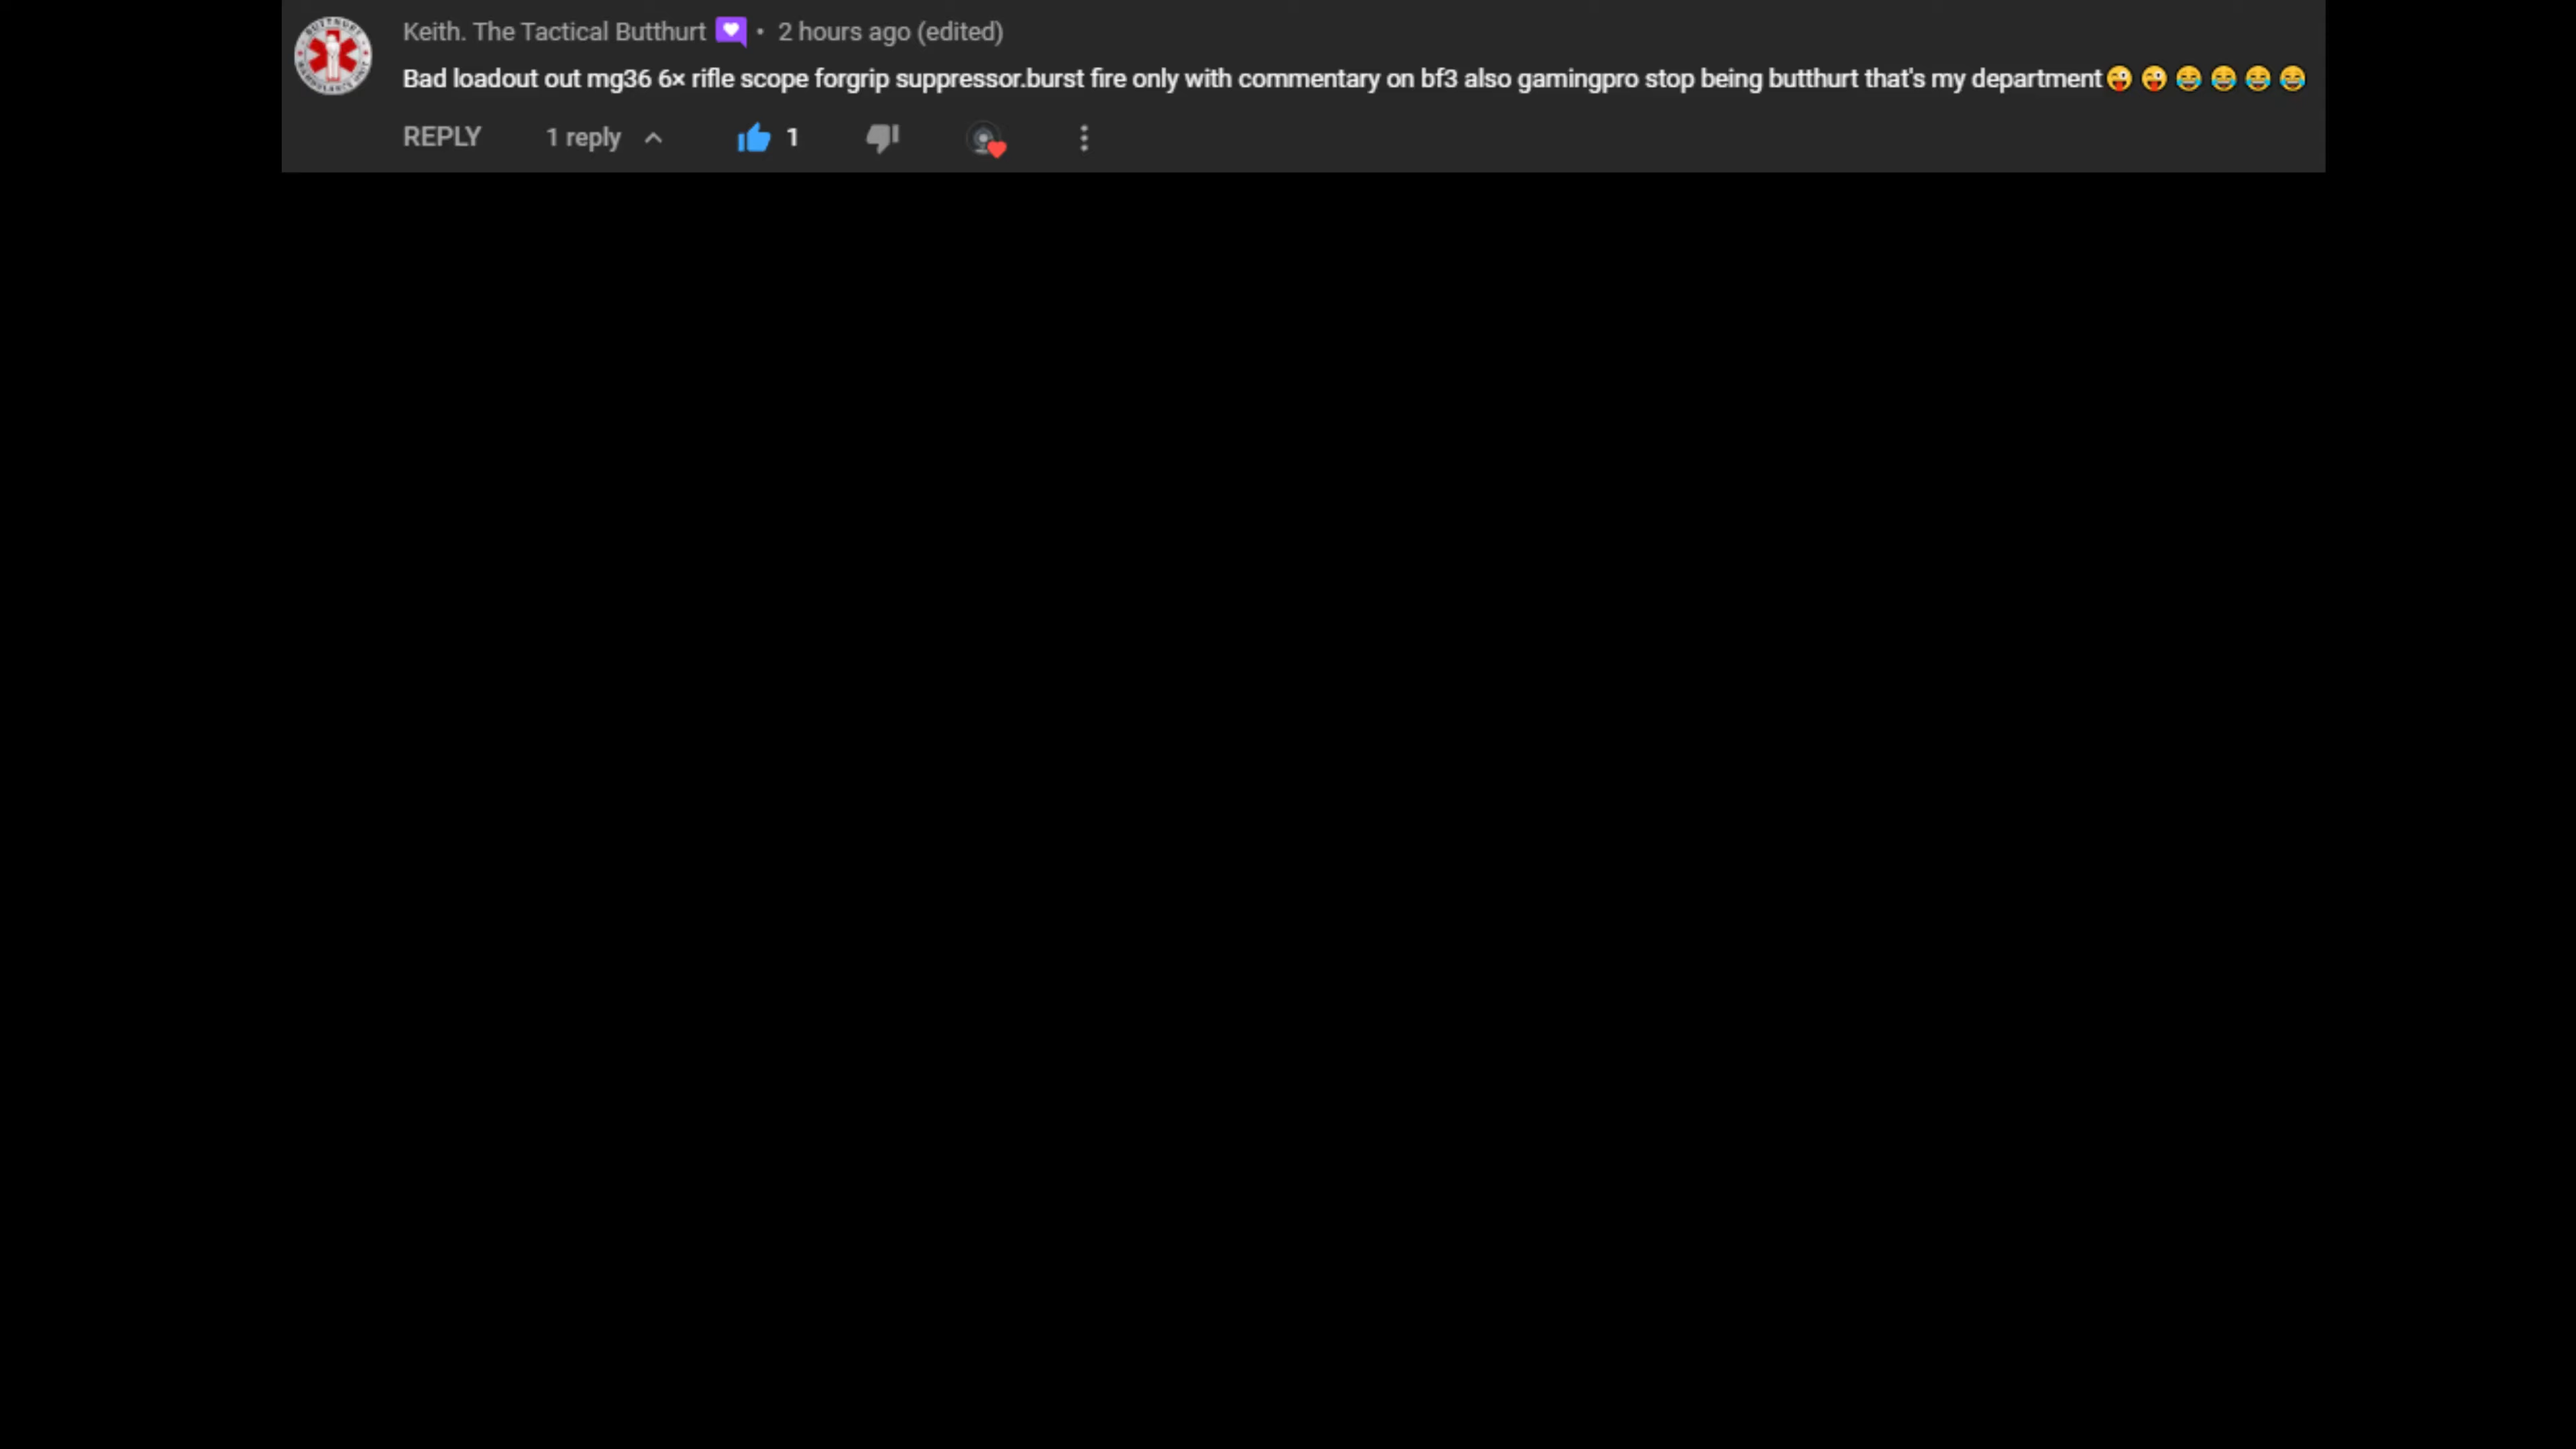 Keith. The Tactical Butthurt • 2 hours ago (edited)
Bad loadout out mg36 6× rifle scope forgrip suppressor.burst fire only with commentary on bf3 also gamingpro stop being butthurt that's my department😜😜😂😂😂😂
REPLY 1 reply 1